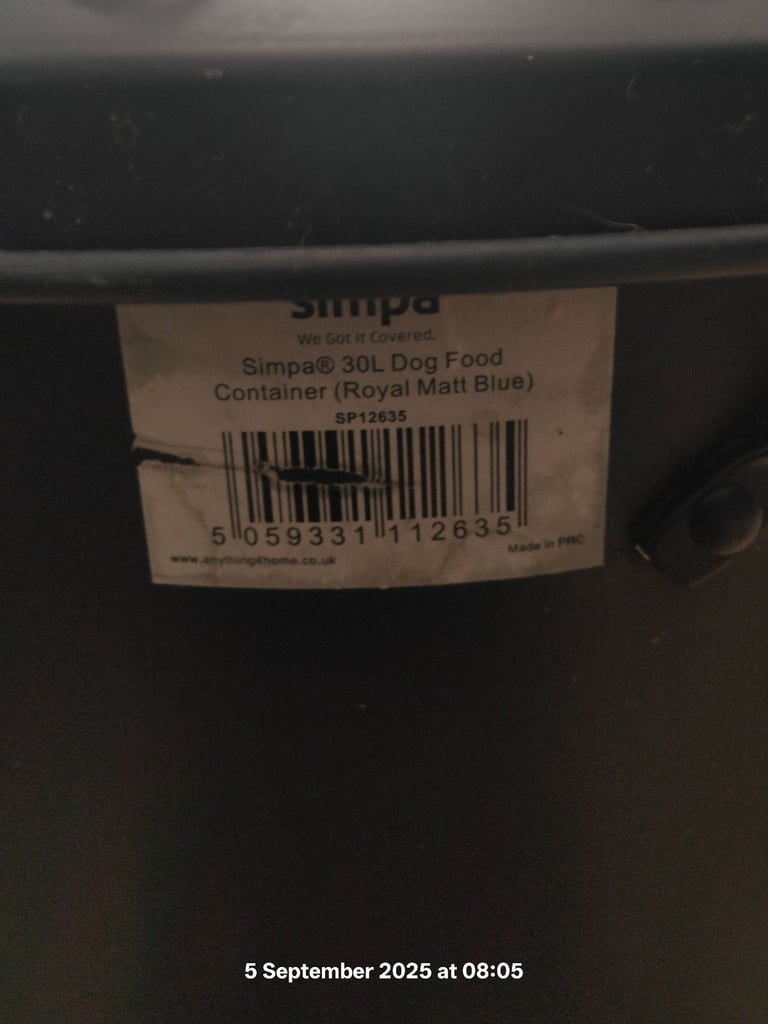 simpa
We Got It Covered.
Simpa® 30L Dog Food
Container (Royal Matt Blue)
SP12635
5 059331 112635
www.anything4home.co.uk
Made in PRC
5 September 2025 at 08:05